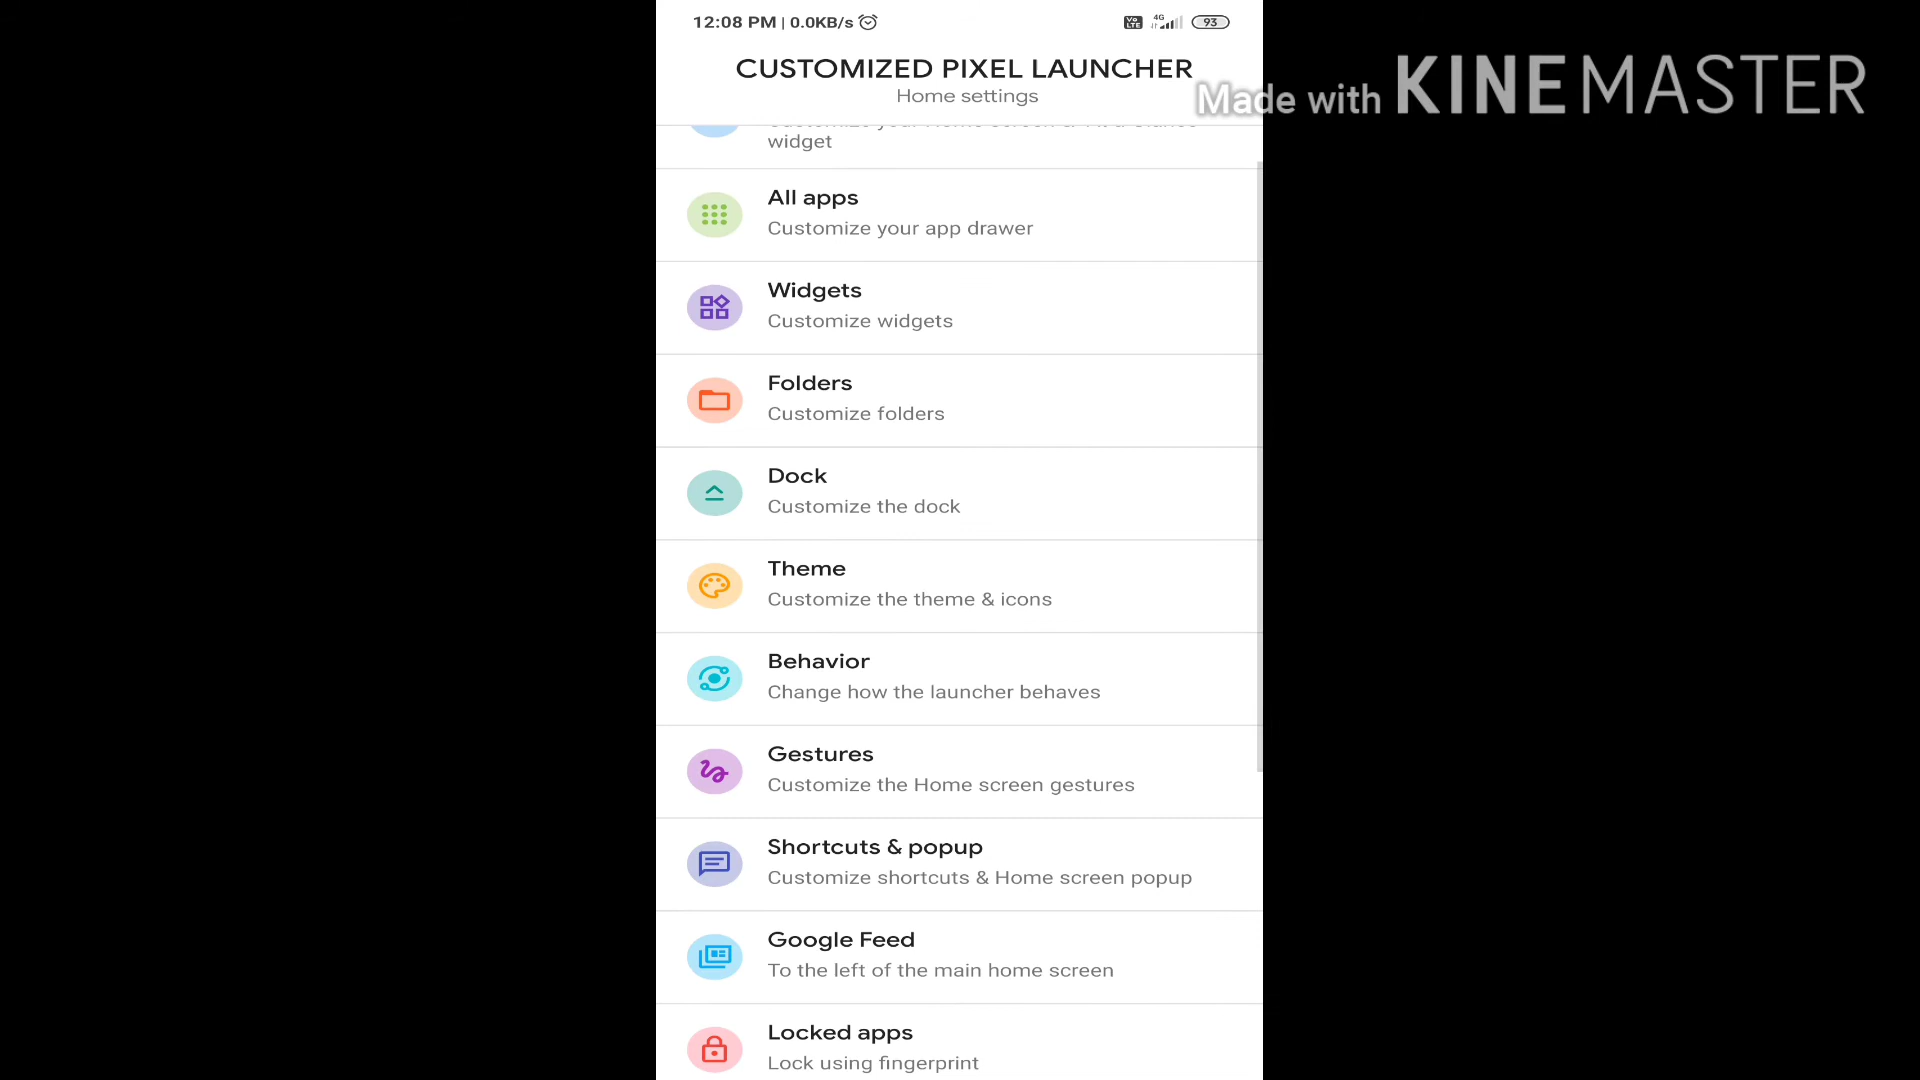 12:08 PM | 0.0KB/s
Vo LTE 4G 93
CUSTOMIZED PIXEL LAUNCHER
Home settings
Made with KINEMASTER
widget
All apps
Customize your app drawer
Widgets
Customize widgets
Folders
Customize folders
Dock
Customize the dock
Theme
Customize the theme & icons
Behavior
Change how the launcher behaves
Gestures
Customize the Home screen gestures
Shortcuts & popup
Customize shortcuts & Home screen popup
Google Feed
To the left of the main home screen
Locked apps
Lock using fingerprint